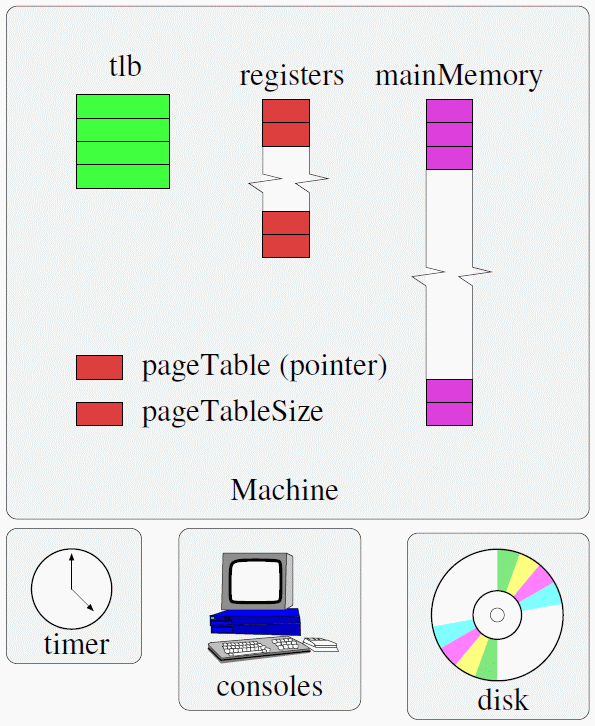 tlb
registers
mainMemory
pageTable (pointer)
pageTableSize
Machine
timer
consoles
disk